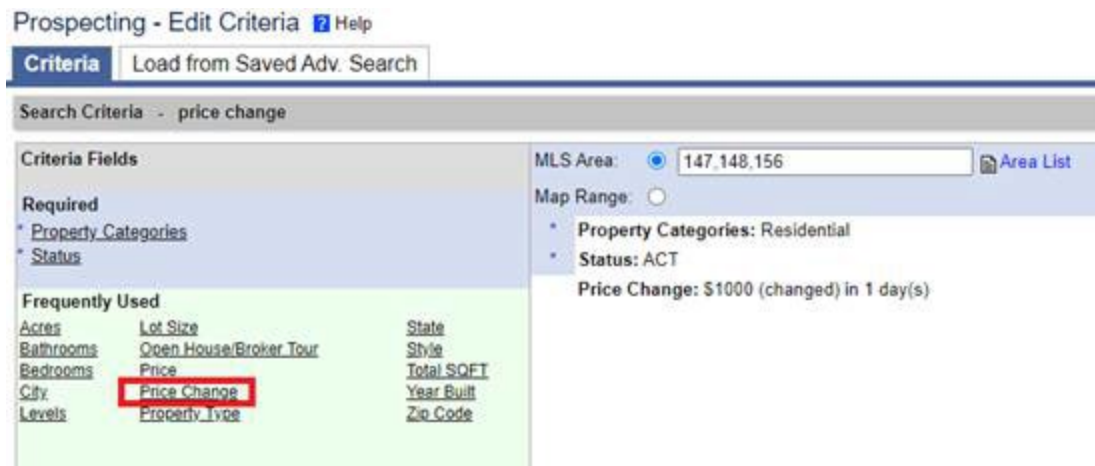 Prospecting - Edit Criteria ? Help
Criteria Load from Saved Adv. Search
Search Criteria - price change
Criteria Fields
Required
* Property Categories
* Status
Frequently Used
Acres Lot Size State
Bathrooms Open House/Broker Tour Style
Bedrooms Price Total SQFT
City Price Change Year Built
Levels Property Type Zip Code
MLS Area: 147,148,156 Area List
Map Range:
* Property Categories: Residential
* Status: ACT
Price Change: $1000 (changed) in 1 day(s)